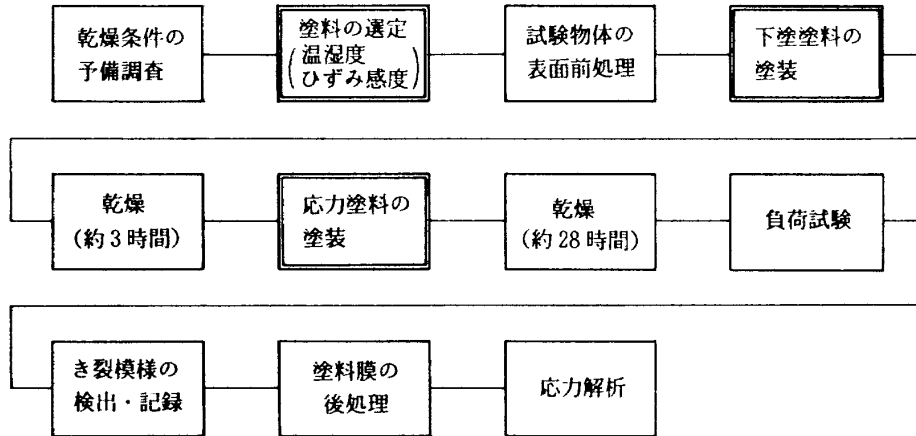 乾燥条件の
予備調査
塗料の選定
(温湿度
ひずみ感度)
試験物体の
表面前処理
下塗塗料の
塗装
乾燥
(約3時間)
応力塗料の
塗装
乾燥
(約28時間)
負荷試験
き裂模様の
検出・記録
塗料膜の
後処理
応力解析